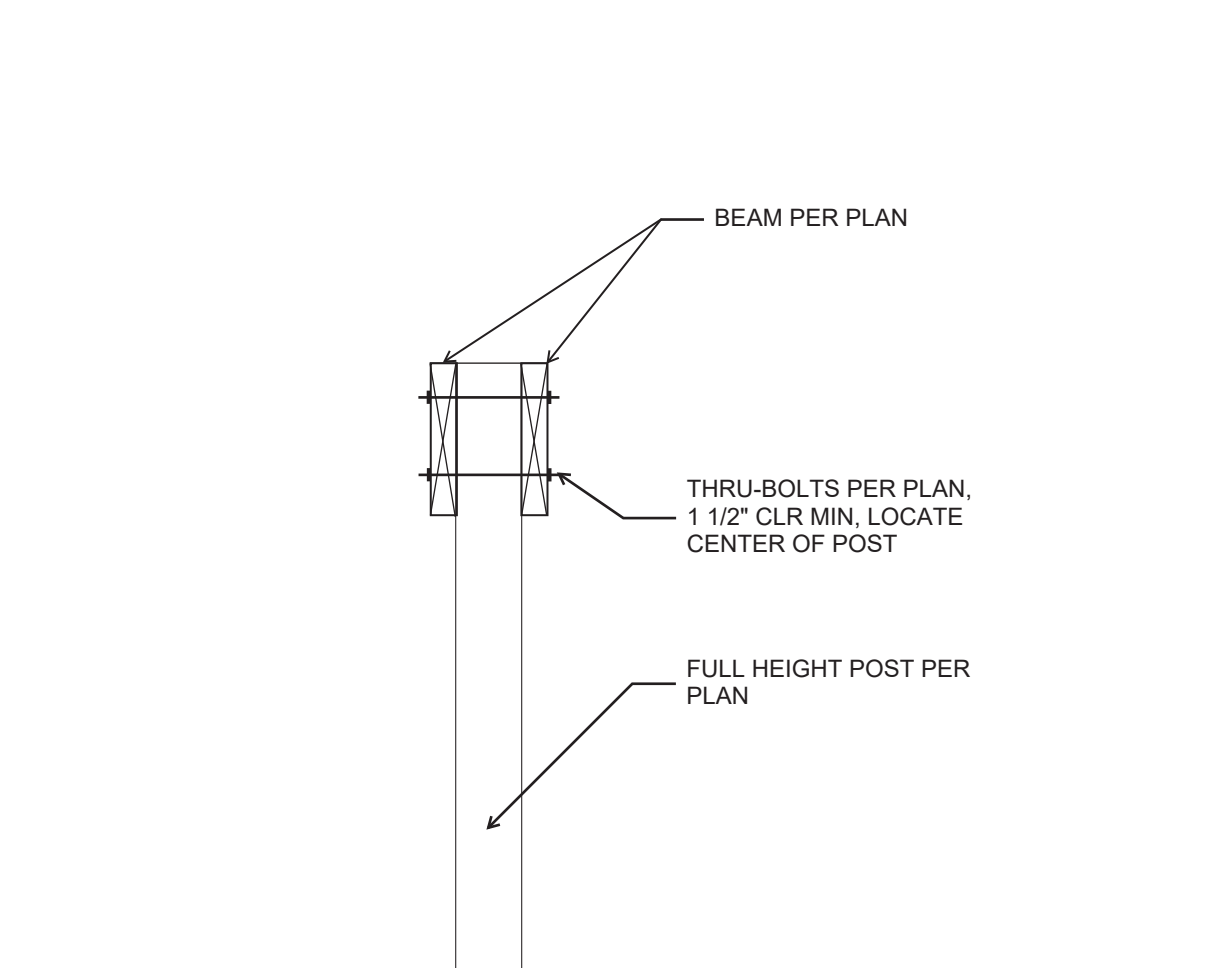 BEAM PER PLAN
THRU-BOLTS PER PLAN,
1 1/2" CLR MIN, LOCATE
CENTER OF POST
FULL HEIGHT POST PER
PLAN